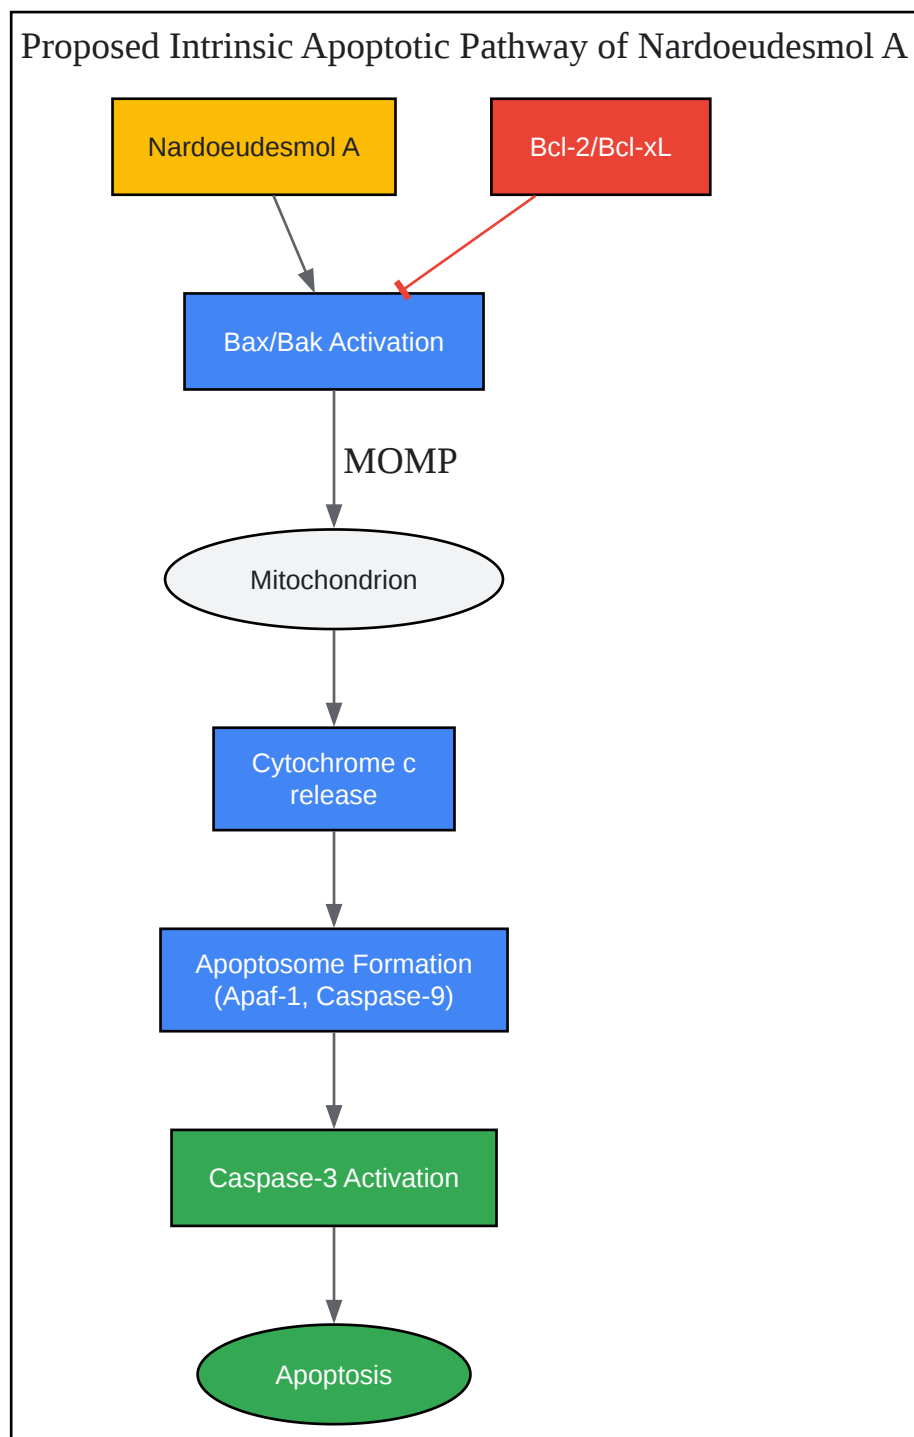 Proposed Intrinsic Apoptotic Pathway of Nardoeudesmol A
Nardoeudesmol A
Bcl-2/Bcl-xL
Bax/Bak Activation
MOMP
Mitochondrion
Cytochrome c
release
Apoptosome Formation
(Apaf-1, Caspase-9)
Caspase-3 Activation
Apoptosis